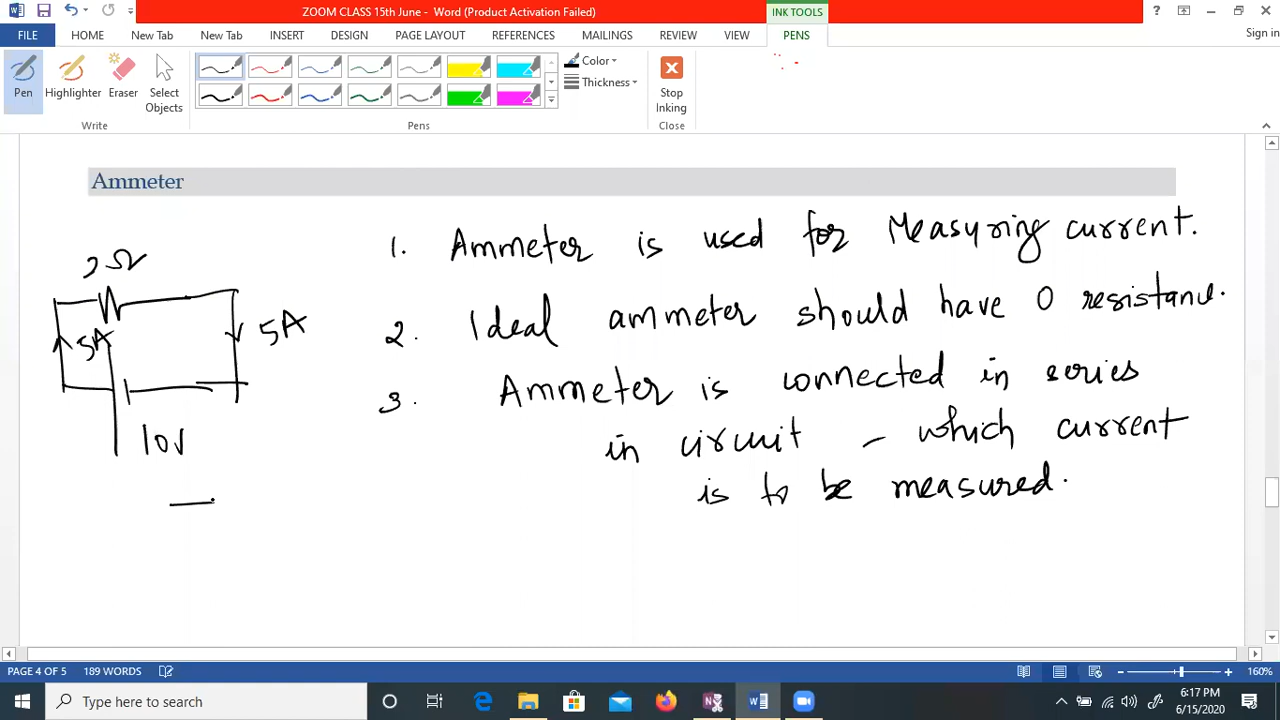 ZOOM CLASS 15th June - Word (Product Activation Failed)
INK TOOLS
FILE HOME New Tab New Tab INSERT DESIGN PAGE LAYOUT REFERENCES MAILINGS REVIEW VIEW PENS Sign in
Pen Highlighter Eraser Select Objects
Color
Thickness
Stop Inking
Write Pens Close
Ammeter
1. Ammeter is used for Measyring current.
2. Ideal ammeter should have 0 resistance.
3. Ammeter is connected in series
in circuit - which current
is to be measured.
2 Ω
5A
5A
10V
PAGE 4 OF 5 189 WORDS 160%
Type here to search
6:17 PM
6/15/2020